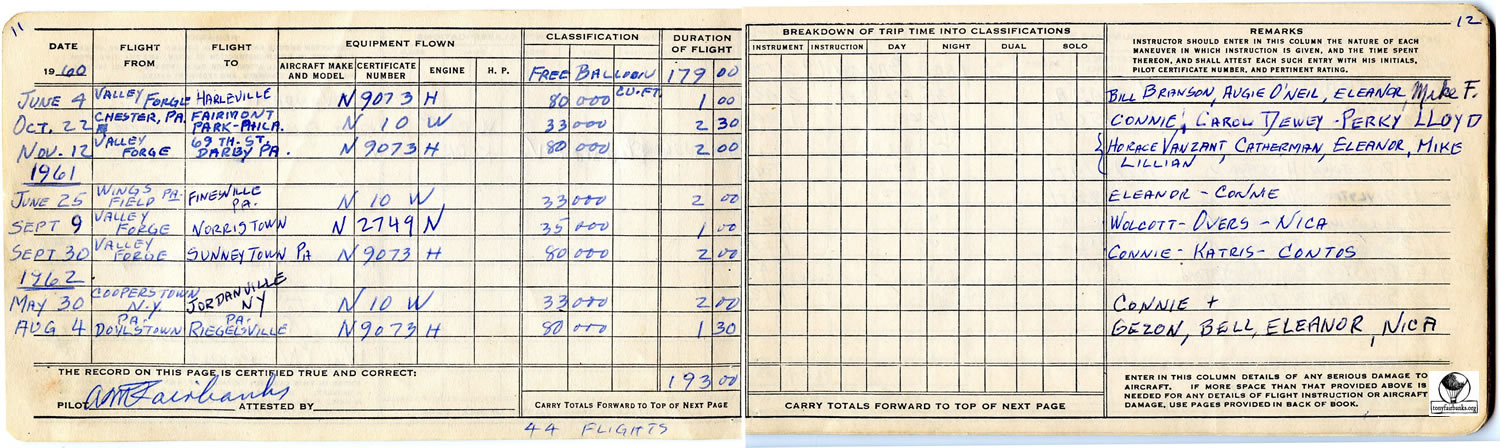 11
DATE
FLIGHT FROM
FLIGHT TO
EQUIPMENT FLOWN
AIRCRAFT MAKE AND MODEL
CERTIFICATE NUMBER
ENGINE
H. P.
CLASSIFICATION
DURATION OF FLIGHT
1960
FREE BALLOON 179 00
JUNE 4 VALLEY FORGE HARLEVILLE N9073H 80 000 CU.FT. 1 00
OCT. 22 CHESTER, PA. FAIRMONT PARK-PHILA. N 10 W 33 000 2 30
NOV. 12 VALLEY FORGE 69 TH. ST. DARBY PA. N9073H 80 000 2 00
1961
JUNE 25 WINGS FIELD PA. FINESVILLE PA. N 10 W 33 000 2 00
SEPT 9 VALLEY FORGE NORRISTOWN N2749N 35 000 1 00
SEPT 30 VALLEY FORGE SUNNEYTOWN PA N9073H 80 000 2 00
1962
MAY 30 COOPERSTOWN N.Y. JORDANVILLE NY N 10 W 33 000 2 00
AUG 4 PA. DOYLSTOWN PA. RIEGELSVILLE N9073H 80 000 1 30
THE RECORD ON THIS PAGE IS CERTIFIED TRUE AND CORRECT:
193 00
PILOT AM Fairbanks ATTESTED BY
CARRY TOTALS FORWARD TO TOP OF NEXT PAGE
44 FLIGHTS
12
BREAKDOWN OF TRIP TIME INTO CLASSIFICATIONS
INSTRUMENT INSTRUCTION DAY NIGHT DUAL SOLO
REMARKS
INSTRUCTOR SHOULD ENTER IN THIS COLUMN THE NATURE OF EACH
MANEUVER IN WHICH INSTRUCTION IS GIVEN, AND THE TIME SPENT
THEREON, AND SHALL ATTEST EACH SUCH ENTRY WITH HIS INITIALS,
PILOT CERTIFICATE NUMBER, AND PERTINENT RATING.
BILL BRANSON, AUGIE O'NEIL, ELEANOR, Mike F.
CONNIE, CAROL DEWEY - PERKY LLOYD
HORACE VANZANT, CATHERMAN, ELEANOR, MIKE
LILLIAN
ELEANOR - CONNIE
WOLCOTT - OVERS - NICA
CONNIE - KATRIS - CONTOS
CONNIE +
GEZON, BELL, ELEANOR, NICA
CARRY TOTALS FORWARD TO TOP OF NEXT PAGE
ENTER IN THIS COLUMN DETAILS OF ANY SERIOUS DAMAGE TO
AIRCRAFT. IF MORE SPACE THAN THAT PROVIDED ABOVE IS
NEEDED FOR ANY DETAILS OF FLIGHT INSTRUCTION OR AIRCRAFT
DAMAGE, USE PAGES PROVIDED IN BACK OF BOOK.
tonyfairbanks.org